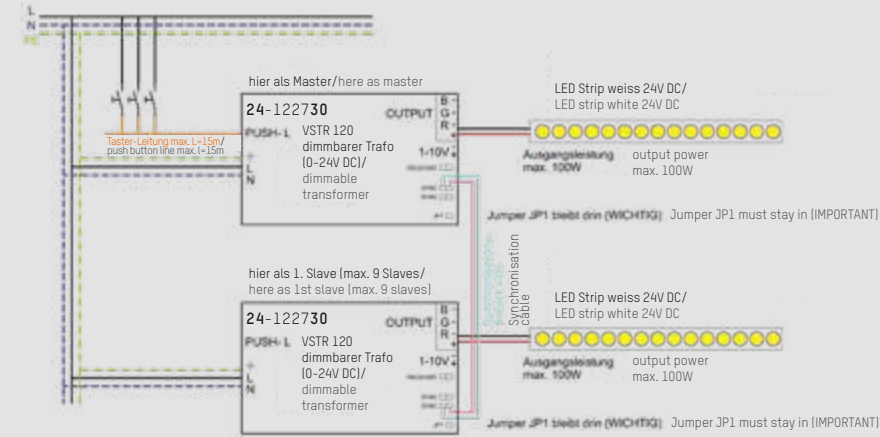 L
N
PE
hier als Master/here as master
24-122730
PUSH- L
VSTR 120
dimmbarer Trafo
(0-24V DC)/
dimmable
transformer
L
N
OUTPUT
B
G
R
+
1-10V
JP1
Taster-Leitung max. L=15m/
push button line max. l=15m
LED Strip weiss 24V DC/
LED strip white 24V DC
Ausgangsleistung
max. 100W
output power
max. 100W
Jumper JP1 bleibt drin (WICHTIG) Jumper JP1 must stay in (IMPORTANT)
Synchronisation
cable
hier als 1. Slave (max. 9 Slaves/
here as 1st slave (max. 9 slaves)
24-122730
PUSH- L
VSTR 120
dimmbarer Trafo
(0-24V DC)/
dimmable
transformer
L
N
OUTPUT
B
G
R
+
1-10V
LED Strip weiss 24V DC/
LED strip white 24V DC
Ausgangsleistung
max. 100W
output power
max. 100W
Jumper JP1 bleibt drin (WICHTIG) Jumper JP1 must stay in (IMPORTANT)